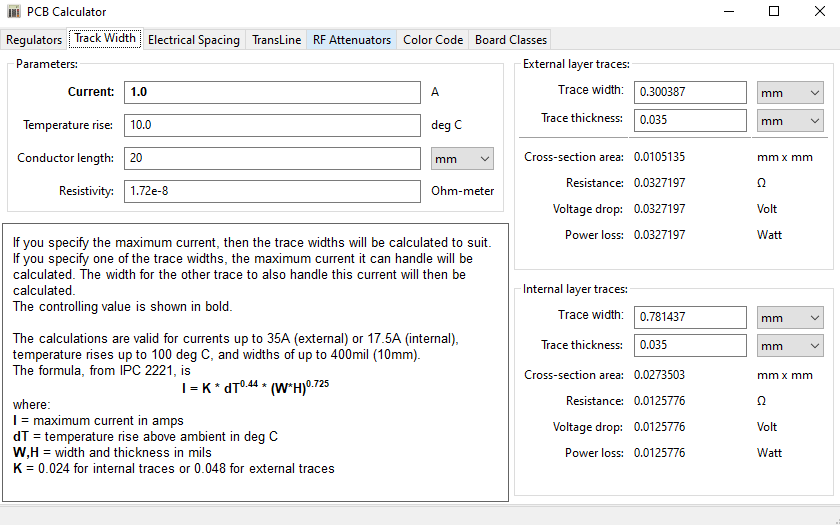 PCB Calculator
Regulators Track Width Electrical Spacing TransLine RF Attenuators Color Code Board Classes
Parameters:
Current: 1.0 A
Temperature rise: 10.0 deg C
Conductor length: 20 mm
Resistivity: 1.72e-8 Ohm-meter
If you specify the maximum current, then the trace widths will be calculated to suit.
If you specify one of the trace widths, the maximum current it can handle will be
calculated. The width for the other trace to also handle this current will then be
calculated.
The controlling value is shown in bold.
The calculations are valid for currents up to 35A (external) or 17.5A (internal),
temperature rises up to 100 deg C, and widths of up to 400mil (10mm).
The formula, from IPC 2221, is
I = K * dT0.44 * (W*H)0.725
where:
I = maximum current in amps
dT = temperature rise above ambient in deg C
W,H = width and thickness in mils
K = 0.024 for internal traces or 0.048 for external traces
External layer traces:
Trace width: 0.300387 mm
Trace thickness: 0.035 mm
Cross-section area: 0.0105135 mm x mm
Resistance: 0.0327197 Ω
Voltage drop: 0.0327197 Volt
Power loss: 0.0327197 Watt
Internal layer traces:
Trace width: 0.781437 mm
Trace thickness: 0.035 mm
Cross-section area: 0.0273503 mm x mm
Resistance: 0.0125776 Ω
Voltage drop: 0.0125776 Volt
Power loss: 0.0125776 Watt